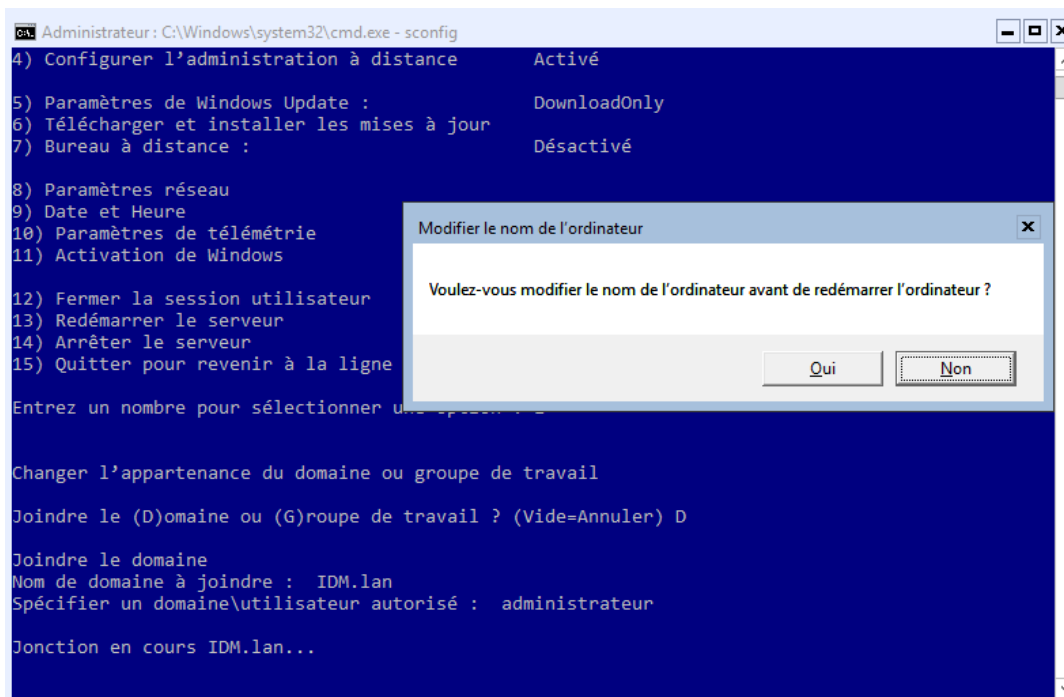 Administrateur : C:\Windows\system32\cmd.exe - sconfig
4) Configurer l'administration à distance Activé
5) Paramètres de Windows Update : DownloadOnly
6) Télécharger et installer les mises à jour
7) Bureau à distance : Désactivé
8) Paramètres réseau
9) Date et Heure
10) Paramètres de télémétrie
11) Activation de Windows
12) Fermer la session utilisateur
13) Redémarrer le serveur
14) Arrêter le serveur
15) Quitter pour revenir à la ligne
Modifier le nom de l'ordinateur
Voulez-vous modifier le nom de l'ordinateur avant de redémarrer l'ordinateur ?
Oui
Non
Entrez un nombre pour sélectionner
Changer l'appartenance du domaine ou groupe de travail
Joindre le (D)omaine ou (G)roupe de travail ? (Vide=Annuler) D
Joindre le domaine
Nom de domaine à joindre : IDM.lan
Spécifier un domaine\utilisateur autorisé : administrateur
Jonction en cours IDM.lan...